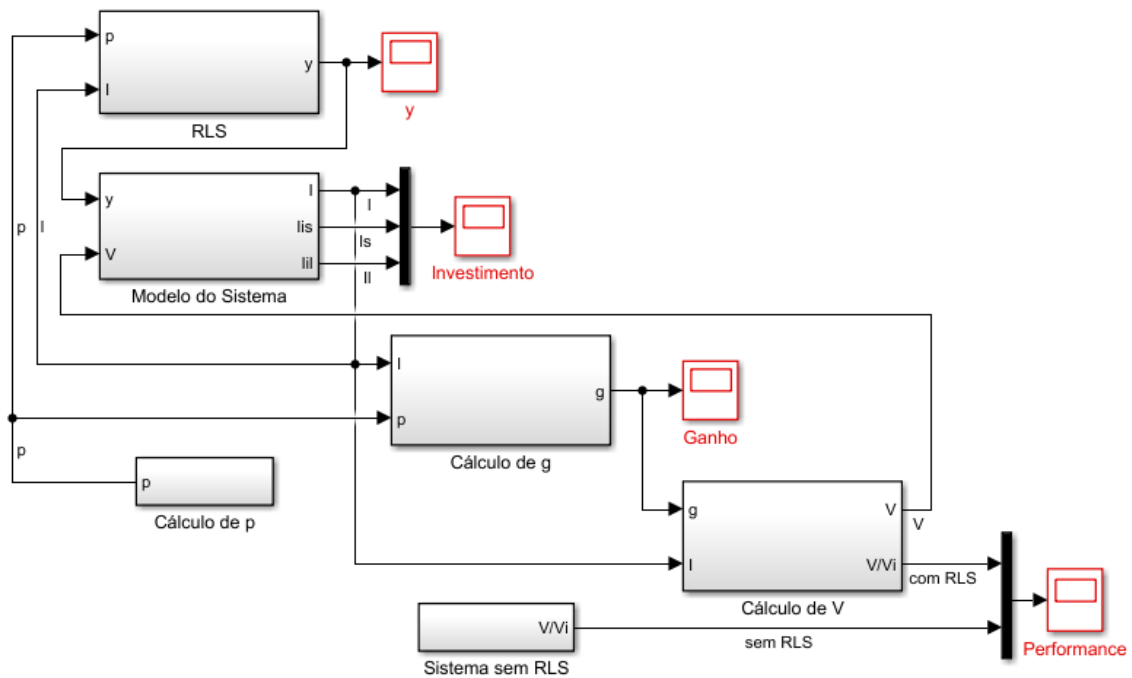 p
y
I
RLS
y
y
I
I
V
Iis
Is
Iil
Il
Investimento
Modelo do Sistema
p
I
I
g
p
Ganho
Cálculo de g
p
p
Cálculo de p
g
V
V
I
V/Vi
com RLS
Cálculo de V
V/Vi
sem RLS
Sistema sem RLS
Performance